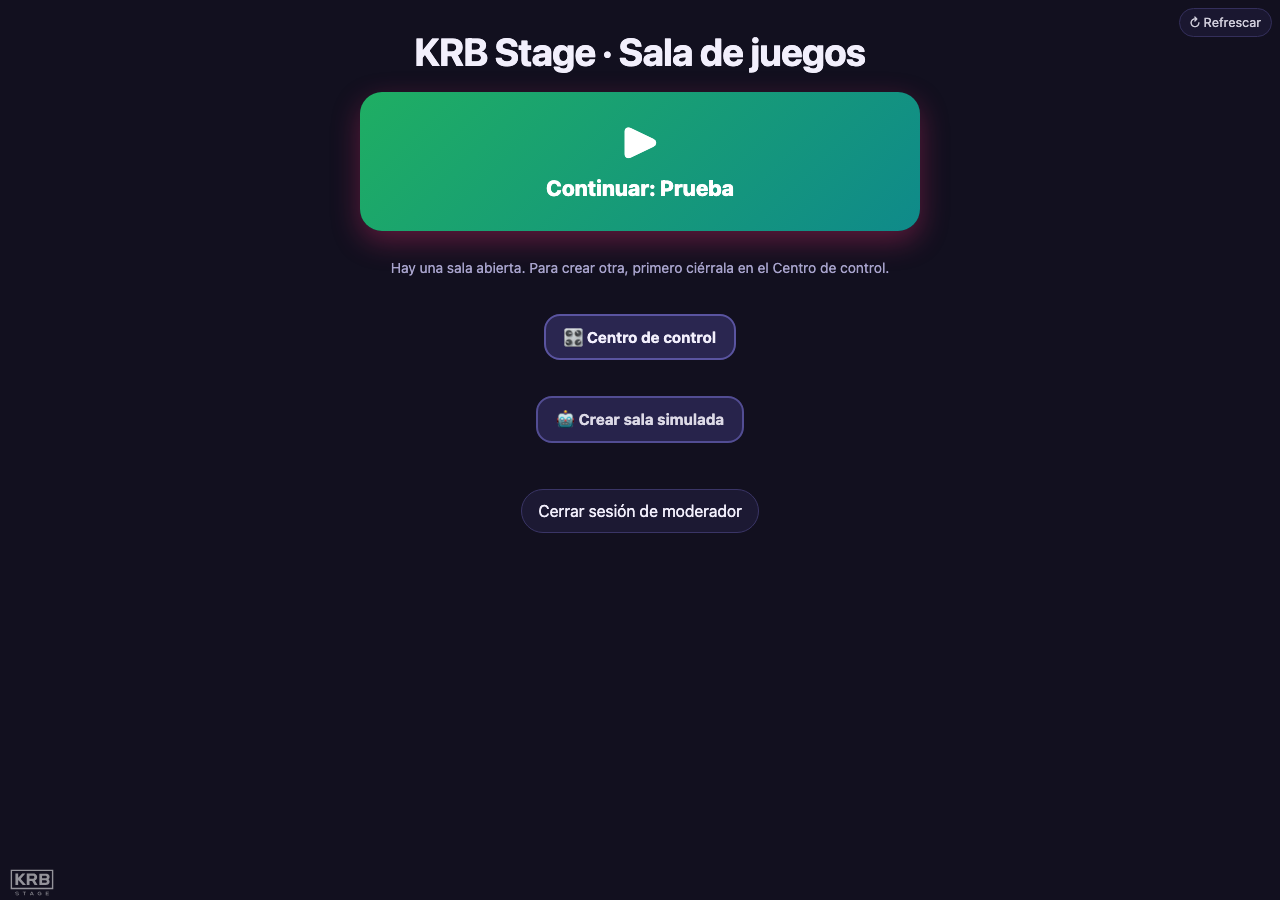 ↻ Refrescar
KRB Stage · Sala de juegos
Continuar: Prueba
Hay una sala abierta. Para crear otra, primero ciérrala en el Centro de control.
🎛️ Centro de control
🤖 Crear sala simulada
Cerrar sesión de moderador
KRB
STAGE